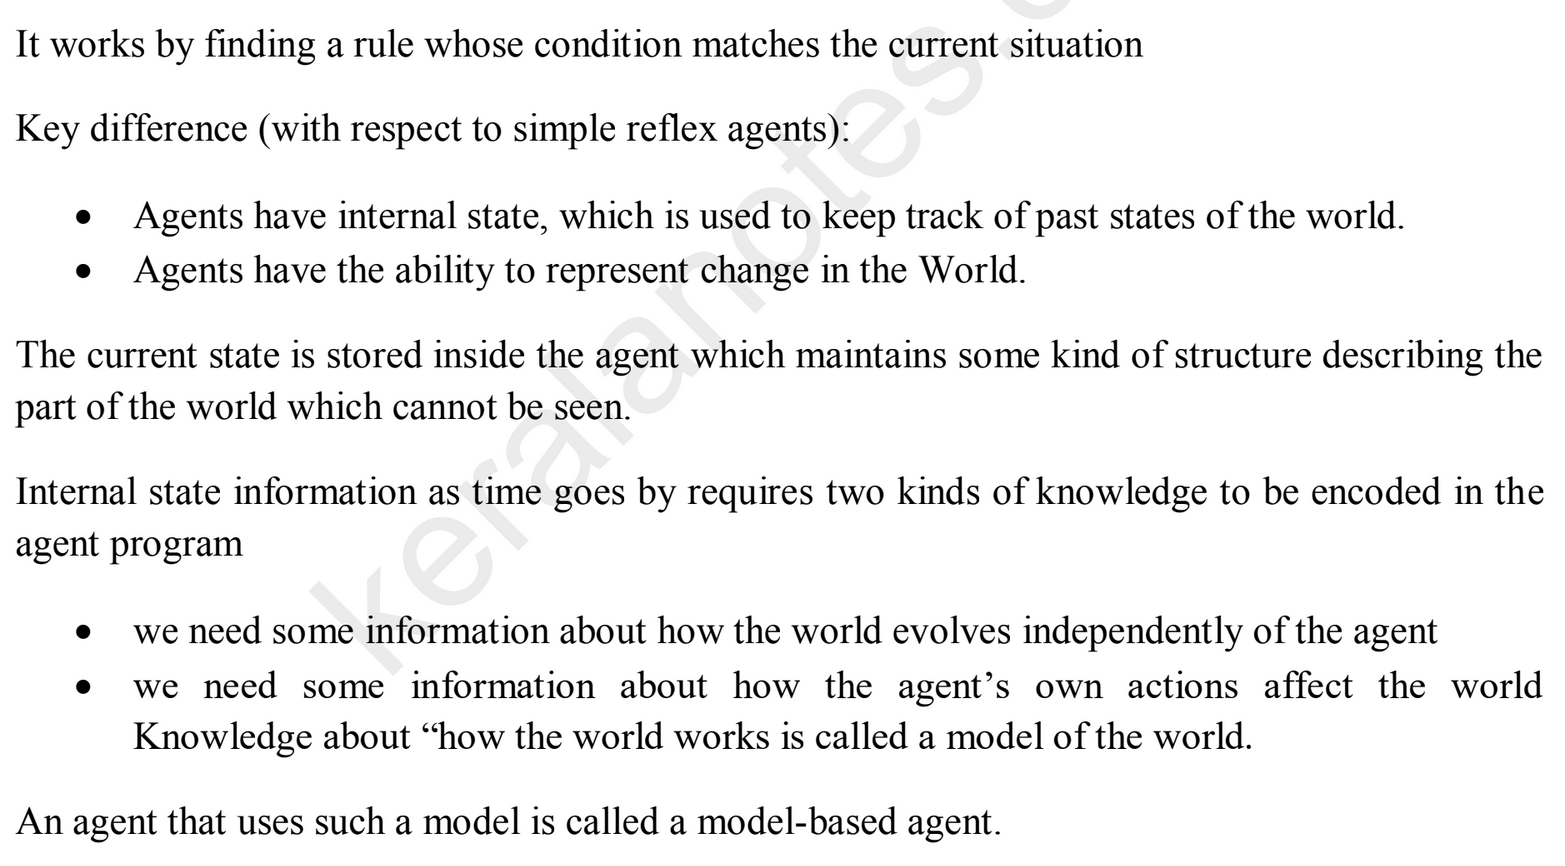 It works by finding a rule whose condition matches the current situation
Key difference (with respect to simple reflex agents):
• Agents have internal state, which is used to keep track of past states of the world.
• Agents have the ability to represent change in the World.
The current state is stored inside the agent which maintains some kind of structure describing the
part of the world which cannot be seen.
Internal state information as time goes by requires two kinds of knowledge to be encoded in the
agent program
• we need some information about how the world evolves independently of the agent
• we need some information about how the agent’s own actions affect the world
Knowledge about “how the world works is called a model of the world.
An agent that uses such a model is called a model-based agent.
keralanotes.